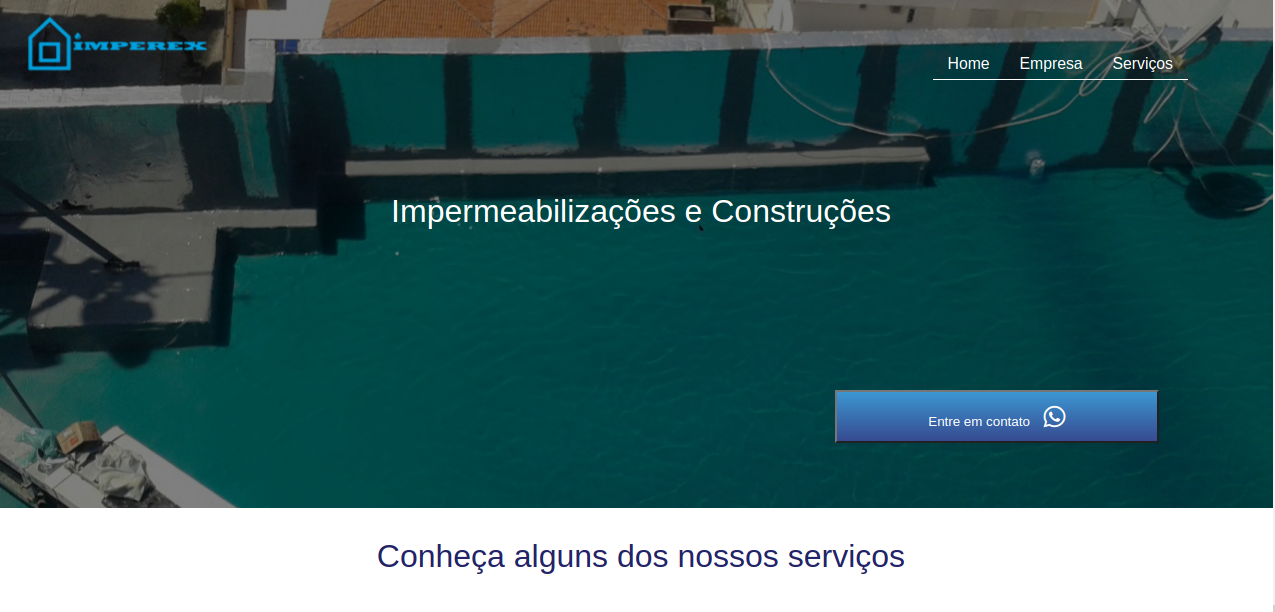 IMPEREX
Home Empresa Serviços
Impermeabilizações e Construções
Entre em contato
Conheça alguns dos nossos serviços